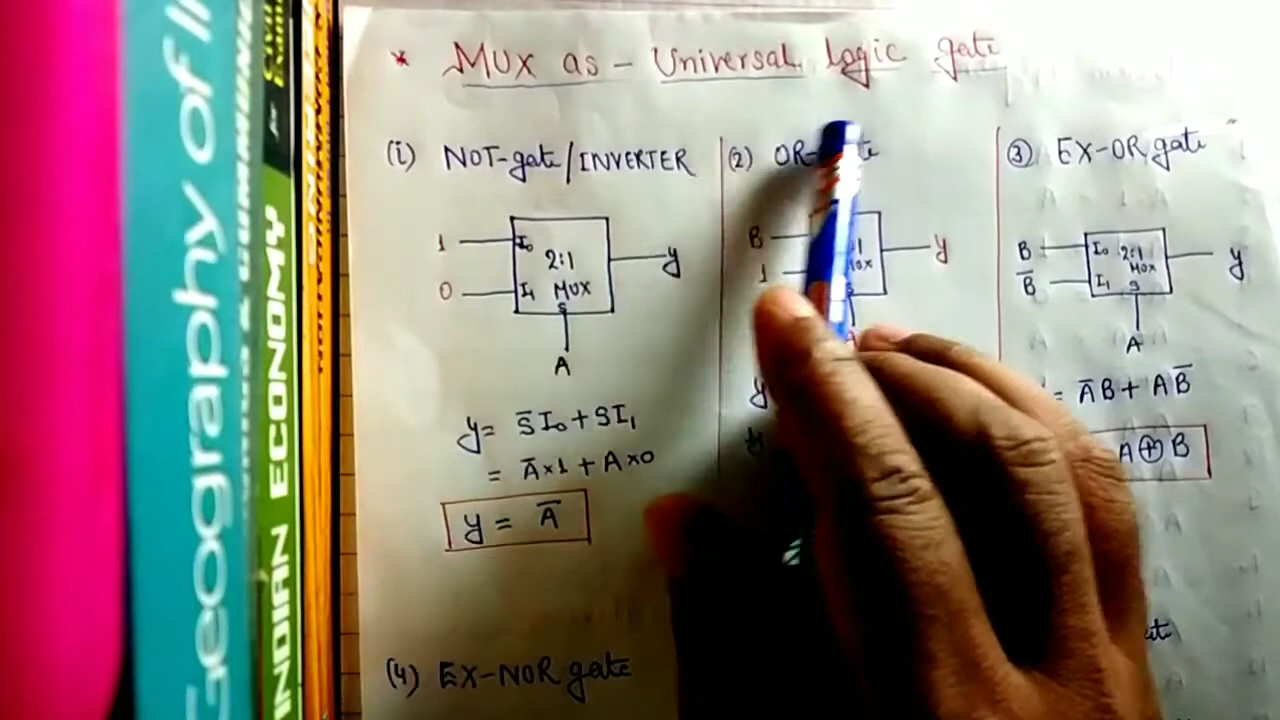 Geography of In
INDIAN ECONOMY
* MUX as - Universal logic gate
(i) NOT-gate/INVERTER
1
I₀
2:1
y
0
I₁
MUX
S
A
y = S̅I₀ + SI₁
= A̅×1 + A×0
y = A̅
(2) OR-
B
1
y
y
(3) EX-OR gate
B
I₀
2:1
y
B̅
I₁
MUX
S
A
= A̅B + AB̅
A⊕B
(4) EX-NOR gate